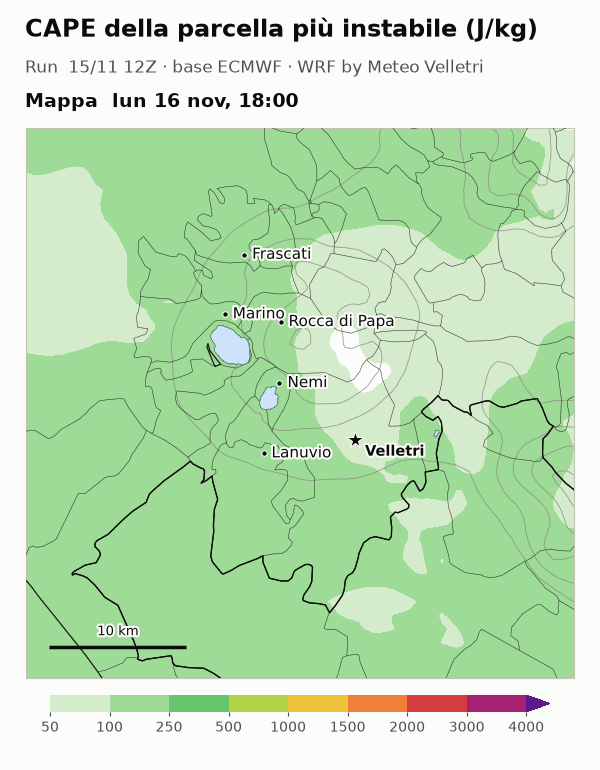 CAPE della parcella più instabile (J/kg)
Run  15/11 12Z · base ECMWF · WRF by Meteo Velletri
Mappa  lun 16 nov, 18:00
Frascati
Marino
Rocca di Papa
Nemi
Velletri
Lanuvio
10 km
50 100 250 500 1000 1500 2000 3000 4000